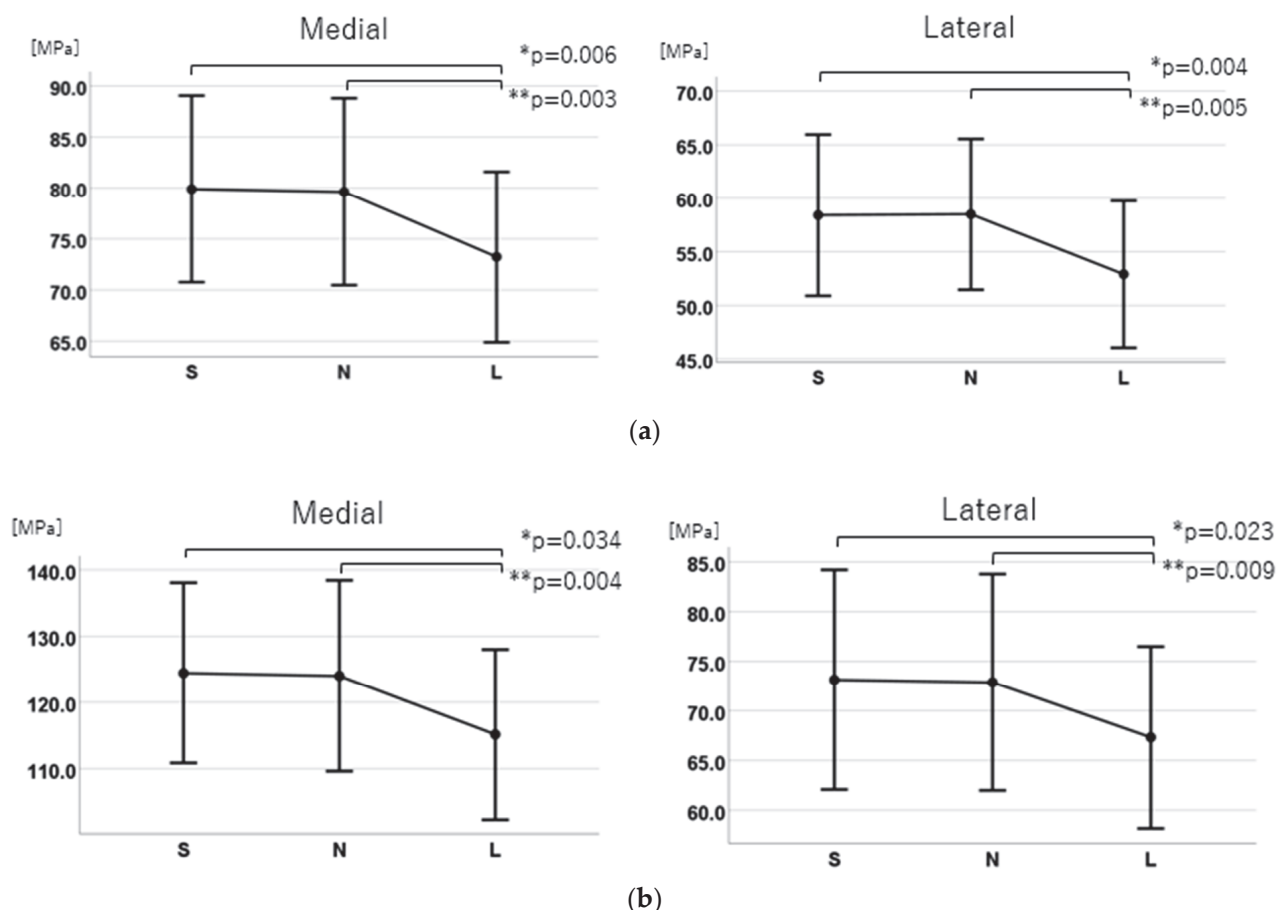 Medial
[MPa]
*p=0.006
**p=0.003
90.0
85.0
80.0
75.0
70.0
65.0
S N L
Lateral
[MPa]
*p=0.004
**p=0.005
70.0
65.0
60.0
55.0
50.0
45.0
S N L
(a)
Medial
[MPa]
*p=0.034
**p=0.004
140.0
130.0
120.0
110.0
S N L
Lateral
[MPa]
*p=0.023
**p=0.009
85.0
80.0
75.0
70.0
65.0
60.0
S N L
(b)